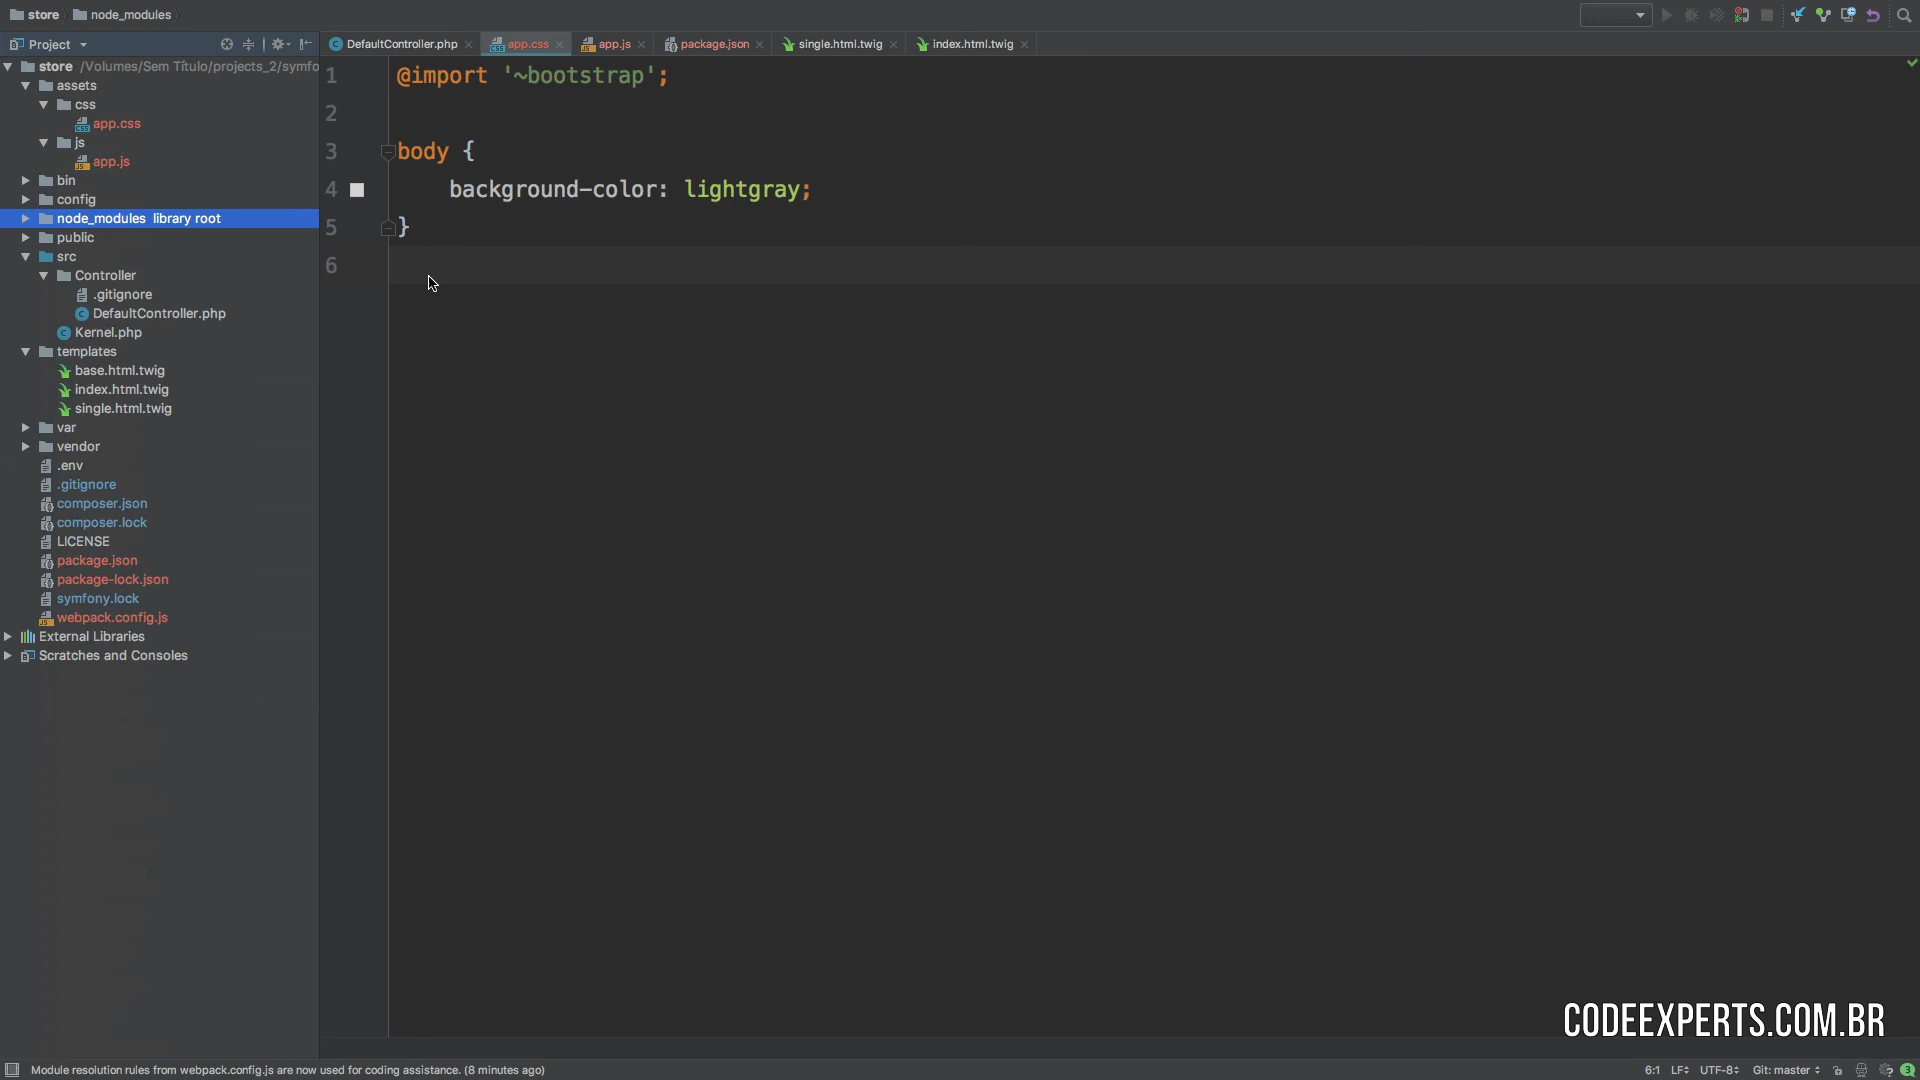 store node_modules
Project
DefaultController.php app.css app.js package.json single.html.twig index.html.twig
store /Volumes/Sem Título/projects_2/symfo
assets
css
app.css
js
app.js
bin
config
node_modules library root
public
src
Controller
.gitignore
DefaultController.php
Kernel.php
templates
base.html.twig
index.html.twig
single.html.twig
var
vendor
.env
.gitignore
composer.json
composer.lock
LICENSE
package.json
package-lock.json
symfony.lock
webpack.config.js
External Libraries
Scratches and Consoles
1 @import '~bootstrap';
2
3 body {
4 background-color: lightgray;
5 }
6
CODEEXPERTS.COM.BR
Module resolution rules from webpack.config.js are now used for coding assistance. (8 minutes ago)
6:1 LF UTF-8 Git: master 3